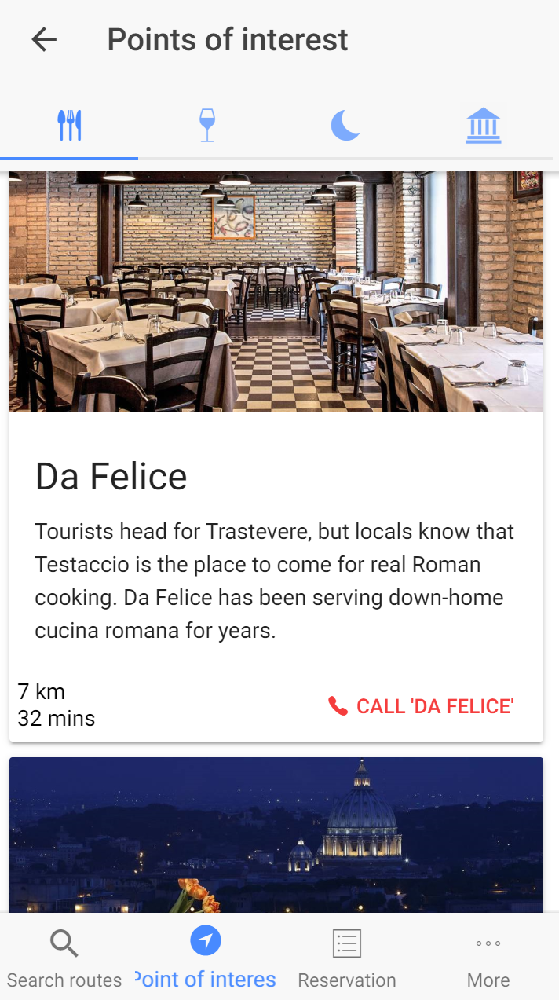 Points of interest
Da Felice
Tourists head for Trastevere, but locals know that
Testaccio is the place to come for real Roman
cooking. Da Felice has been serving down-home
cucina romana for years.
7 km
32 mins
CALL 'DA FELICE'
Search routes
Point of interes
Reservation
More